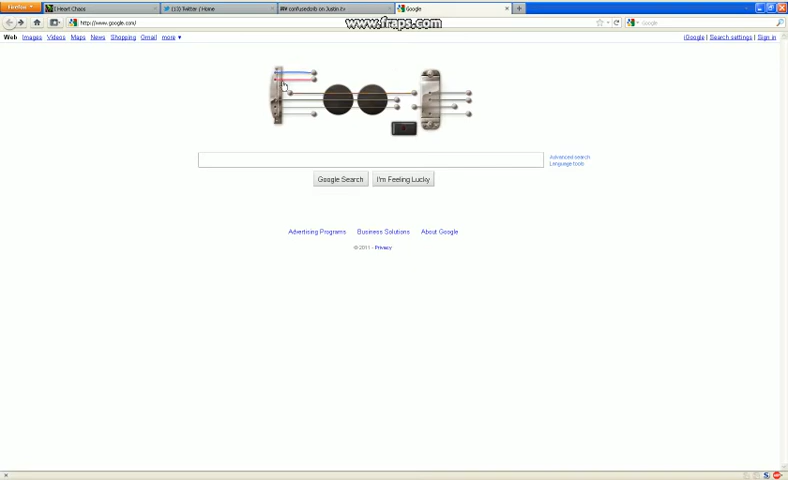 Firefox
I Heart Chaos
Twitter / Home
confusedorb on Justin.tv
Google
http://www.google.com/
www.fraps.com
Google
Web Images Videos Maps News Shopping Gmail more ▾
iGoogle | Search settings | Sign in
Advanced search
Language tools
Google Search
I'm Feeling Lucky
Advertising Programs Business Solutions About Google
© 2011 - Privacy